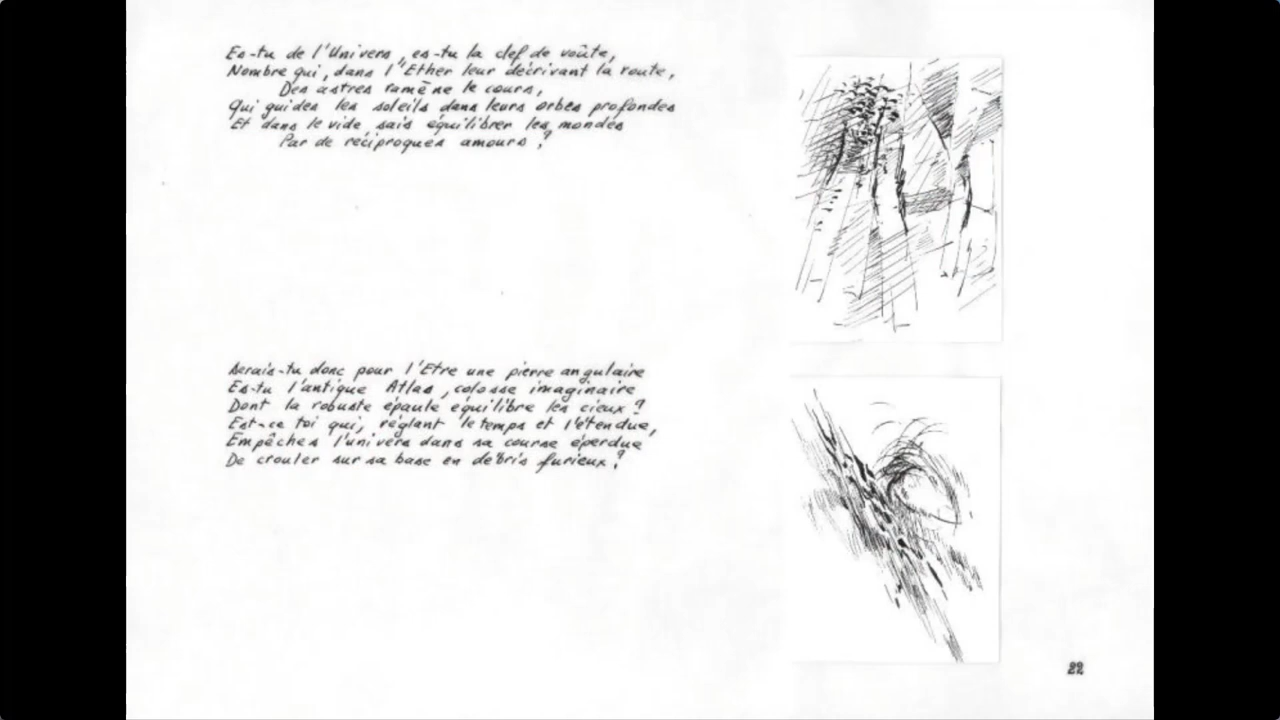 Es-tu de l'Univers, es-tu la clef de voûte,
Nombre qui, dans l'Ether leur décrivant la route,
Des astres ramène le cours,
Qui guides les soleils dans leurs orbes profondes
Et dans le vide sais équilibrer les mondes
Par de réciproques amours ?
Serais-tu donc pour l'Etre une pierre angulaire
Es-tu l'antique Atlas, colosse imaginaire
Dont la robuste épaule équilibre les cieux ?
Est-ce toi qui, réglant le temps et l'étendue,
Empêches l'univers dans sa course éperdue
De crouler sur sa base en débris furieux ?
22